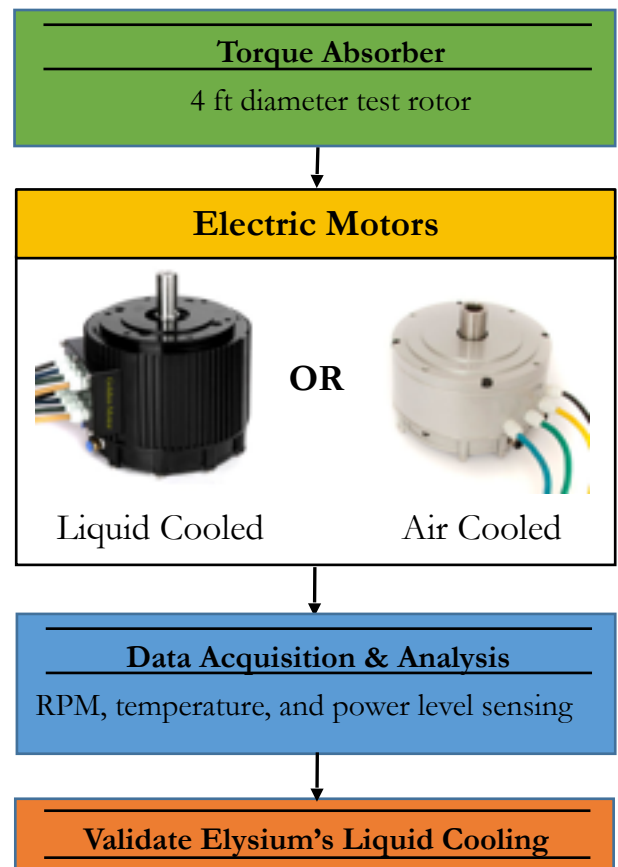 Torque Absorber
4 ft diameter test rotor
Electric Motors
OR
Liquid Cooled
Air Cooled
Data Acquisition & Analysis
RPM, temperature, and power level sensing
Validate Elysium's Liquid Cooling